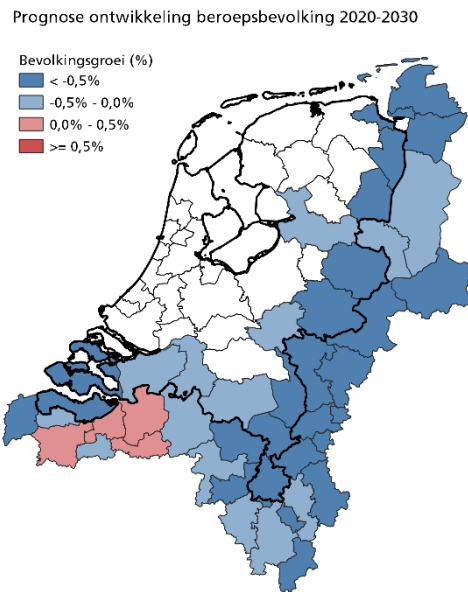 Prognose ontwikkeling beroepsbevolking 2020-2030
Bevolkingsgroei (%)
< -0,5%
-0,5% - 0,0%
0,0% - 0,5%
>= 0,5%